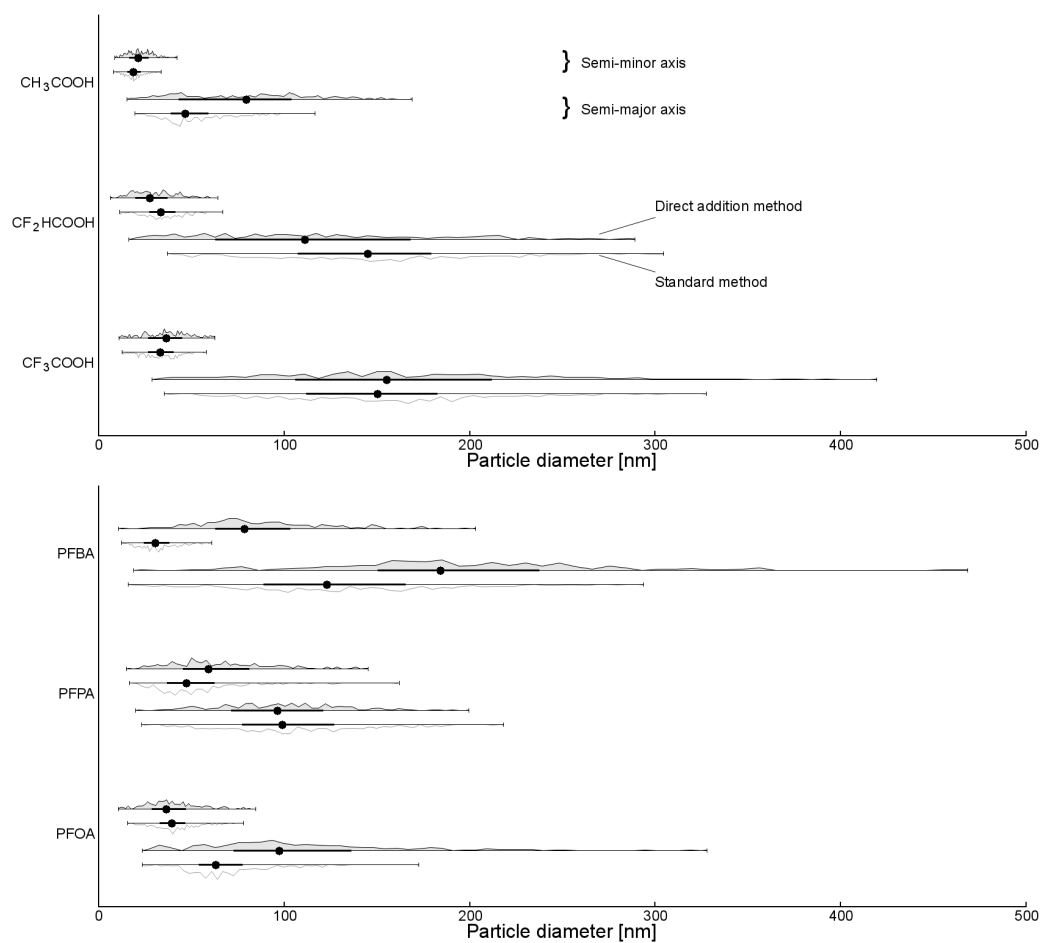 CH3COOH
} Semi-minor axis
} Semi-major axis
CF2HCOOH
Direct addition method
Standard method
CF3COOH
0 100 200 300 400 500
Particle diameter [nm]
PFBA
PFPA
PFOA
0 100 200 300 400 500
Particle diameter [nm]